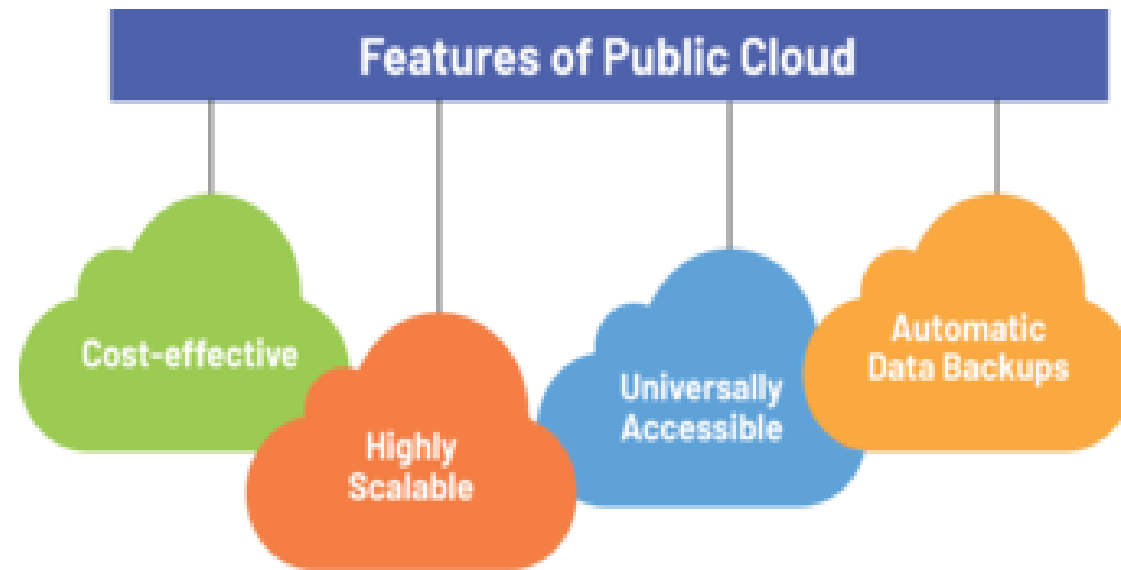 Features of Public Cloud
Cost-effective
Highly
Scalable
Universally
Accessible
Automatic
Data Backups